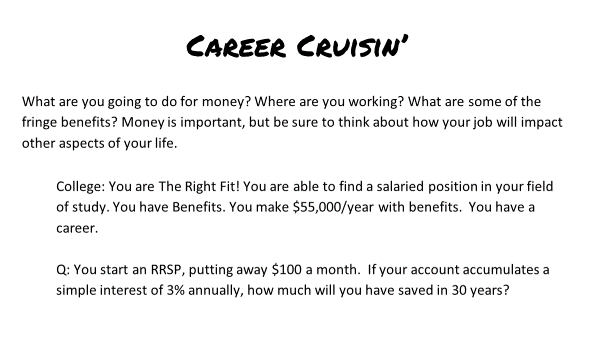 Career Cruisin’
What are you going to do for money? Where are you working? What are some of the
fringe benefits? Money is important, but be sure to think about how your job will impact
other aspects of your life.
College: You are The Right Fit! You are able to find a salaried position in your field
of study. You have Benefits. You make $55,000/year with benefits.  You have a
career.
Q: You start an RRSP, putting away $100 a month.  If your account accumulates a
simple interest of 3% annually, how much will you have saved in 30 years?